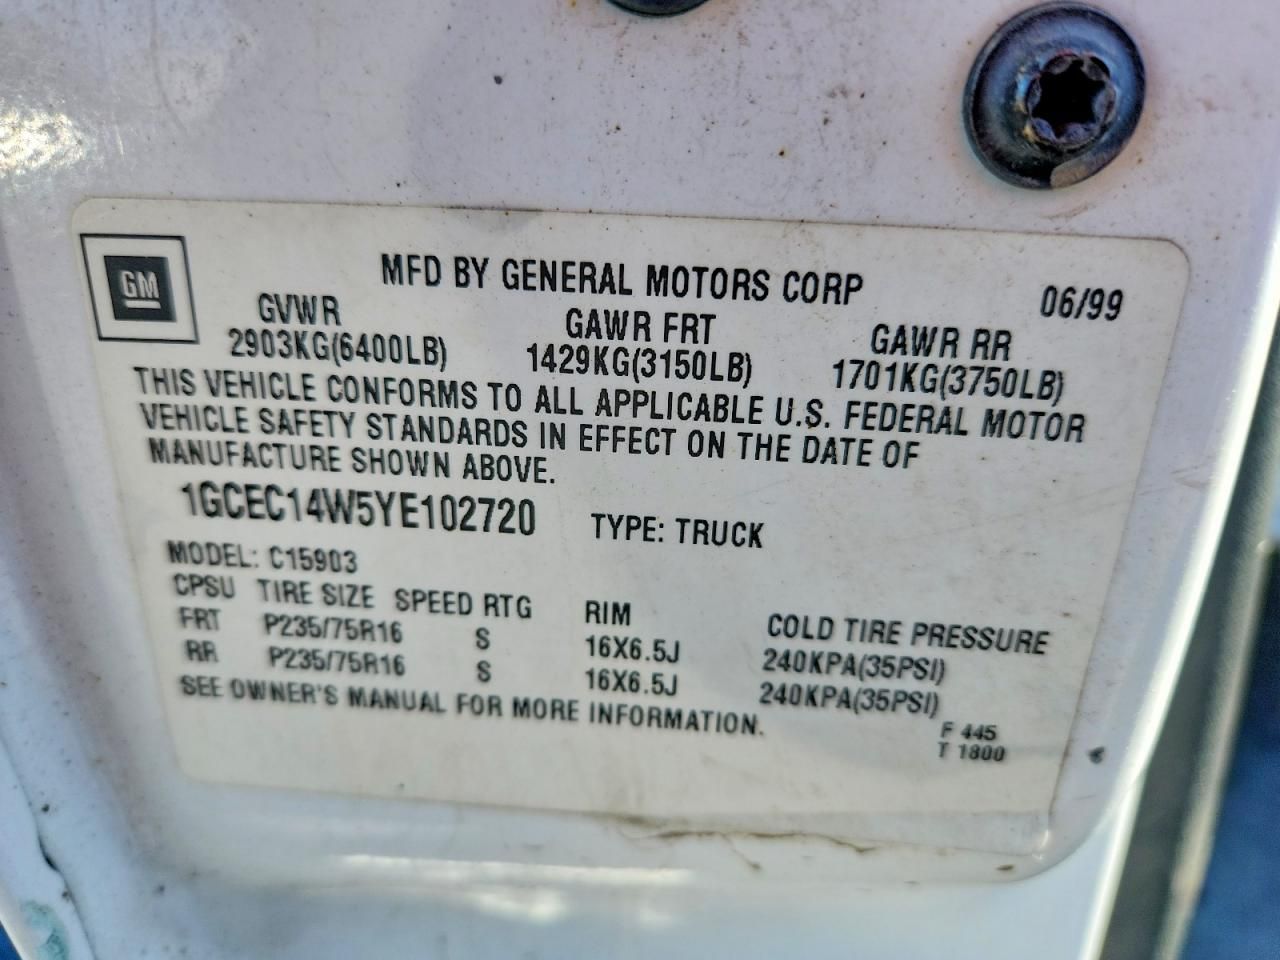 GM
MFD BY GENERAL MOTORS CORP
06/99
GVWR GAWR FRT GAWR RR
2903KG(6400LB) 1429KG(3150LB) 1701KG(3750LB)
THIS VEHICLE CONFORMS TO ALL APPLICABLE U.S. FEDERAL MOTOR
VEHICLE SAFETY STANDARDS IN EFFECT ON THE DATE OF
MANUFACTURE SHOWN ABOVE.
1GCEC14W5YE102720 TYPE: TRUCK
MODEL: C15903
CPSU TIRE SIZE SPEED RTG RIM COLD TIRE PRESSURE
FRT P235/75R16 S 16X6.5J 240KPA(35PSI)
RR P235/75R16 S 16X6.5J 240KPA(35PSI)
SEE OWNER'S MANUAL FOR MORE INFORMATION.
F 445
T 1800